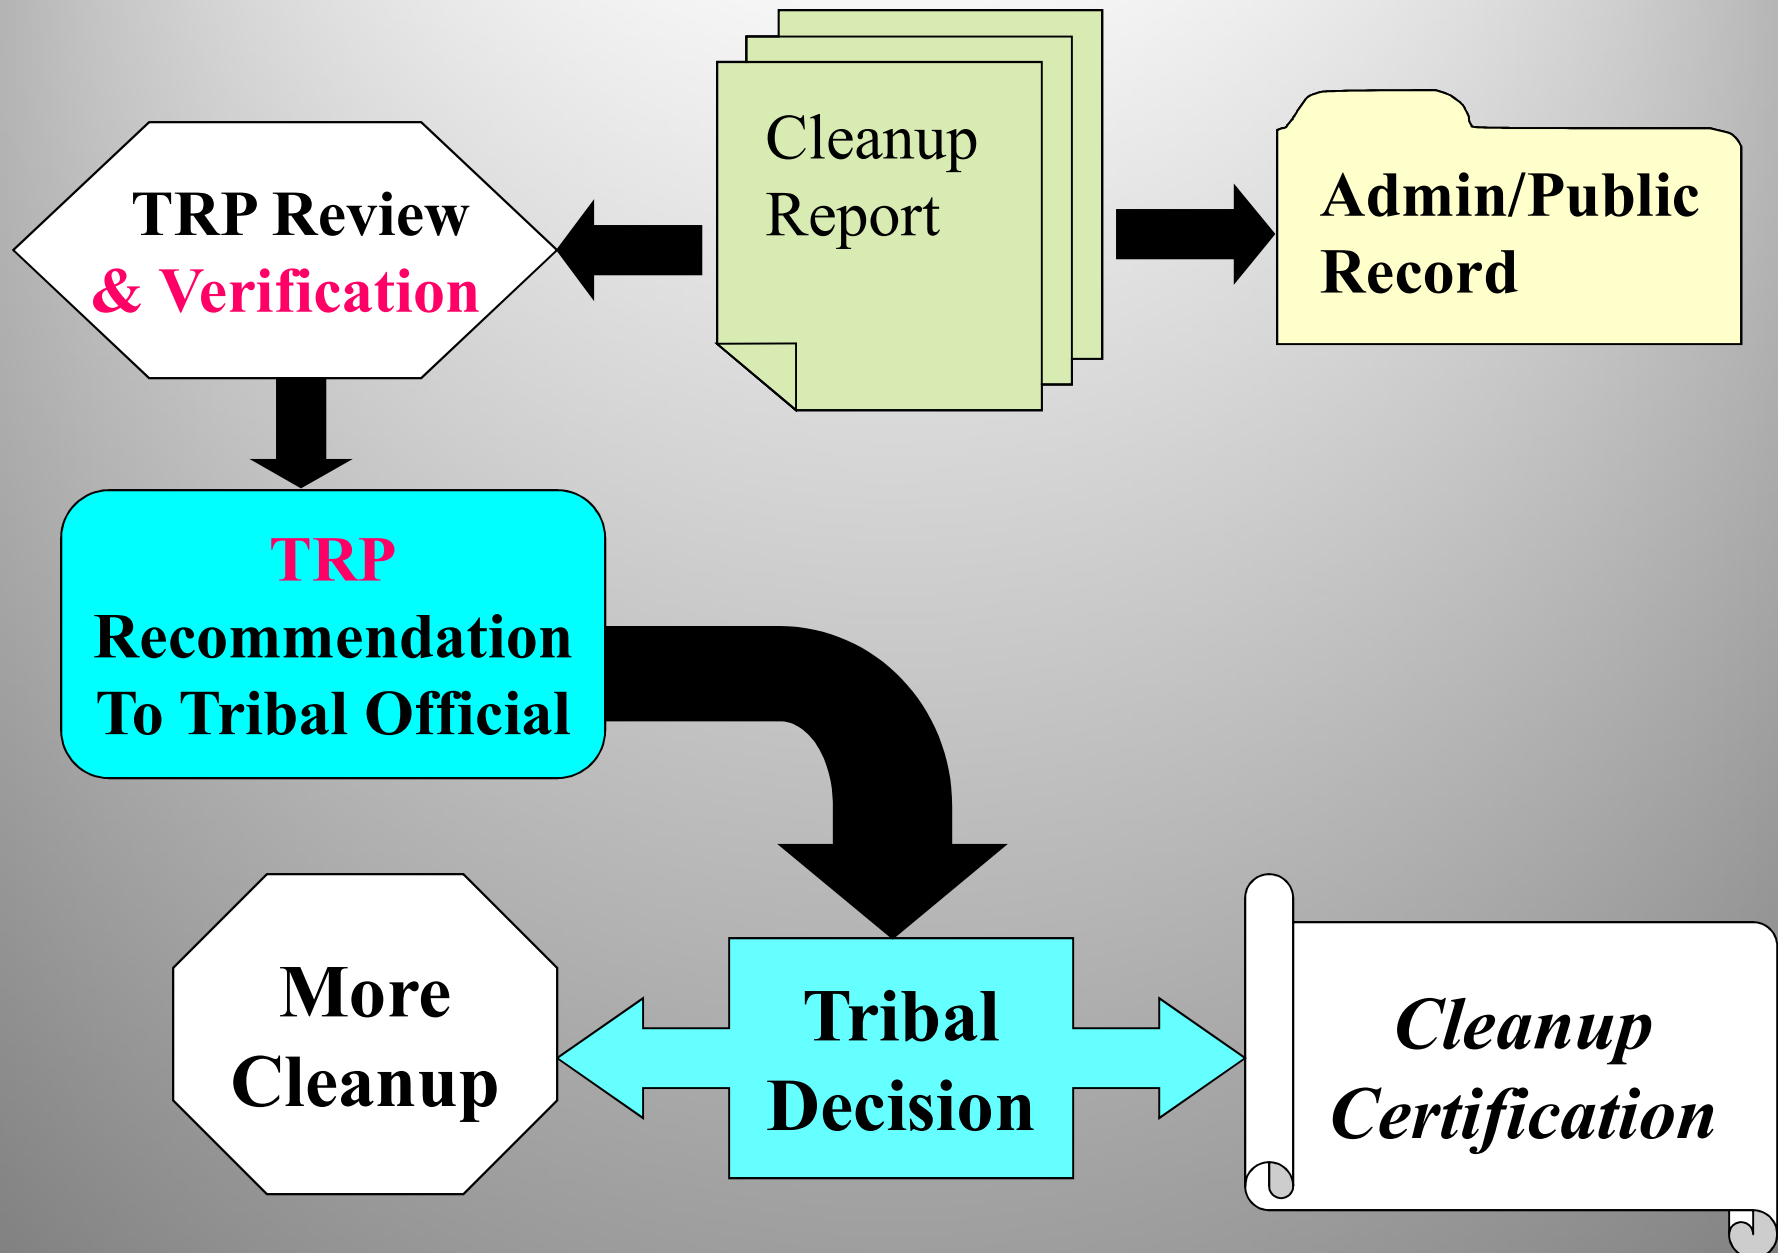 Cleanup
Report
Admin/Public
Record
TRP Review
& Verification
TRP
Recommendation
To Tribal Official
More
Cleanup
Tribal
Decision
Cleanup
Certification